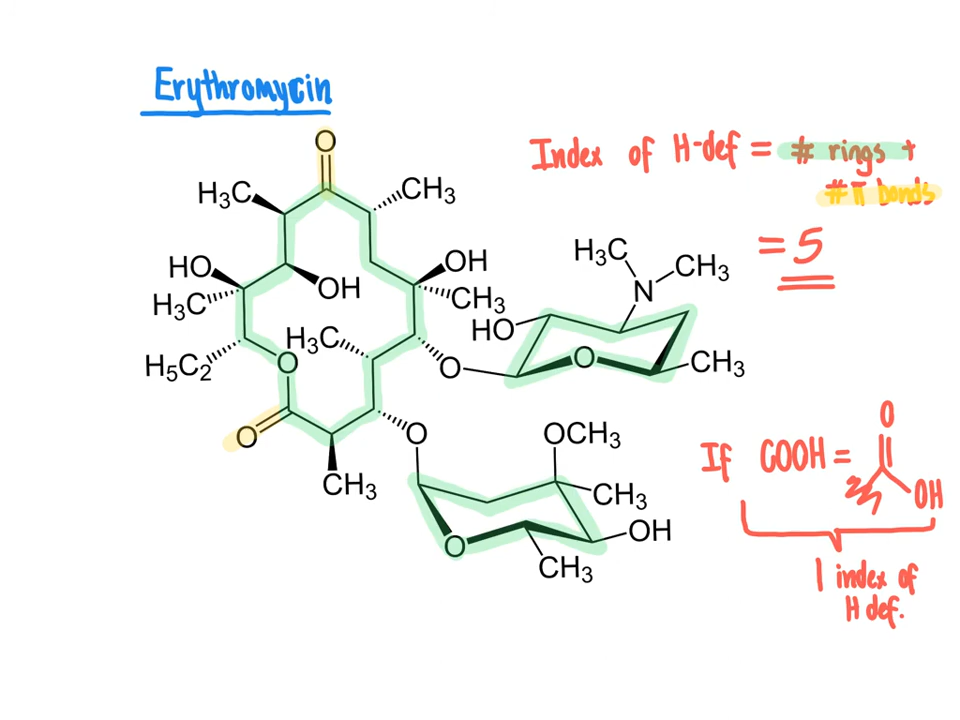 Erythromycin
Index of H-def = # rings +
# π bonds
= 5
O
H₃C
CH₃
HO
OH
OH
H₃C
CH₃
H₃C
H₅C₂
O
O
O
CH₃
O
H₃C
CH₃
N
HO
O
CH₃
OCH₃
CH₃
O
OH
CH₃
If COOH =
O
OH
1 index of
H def.